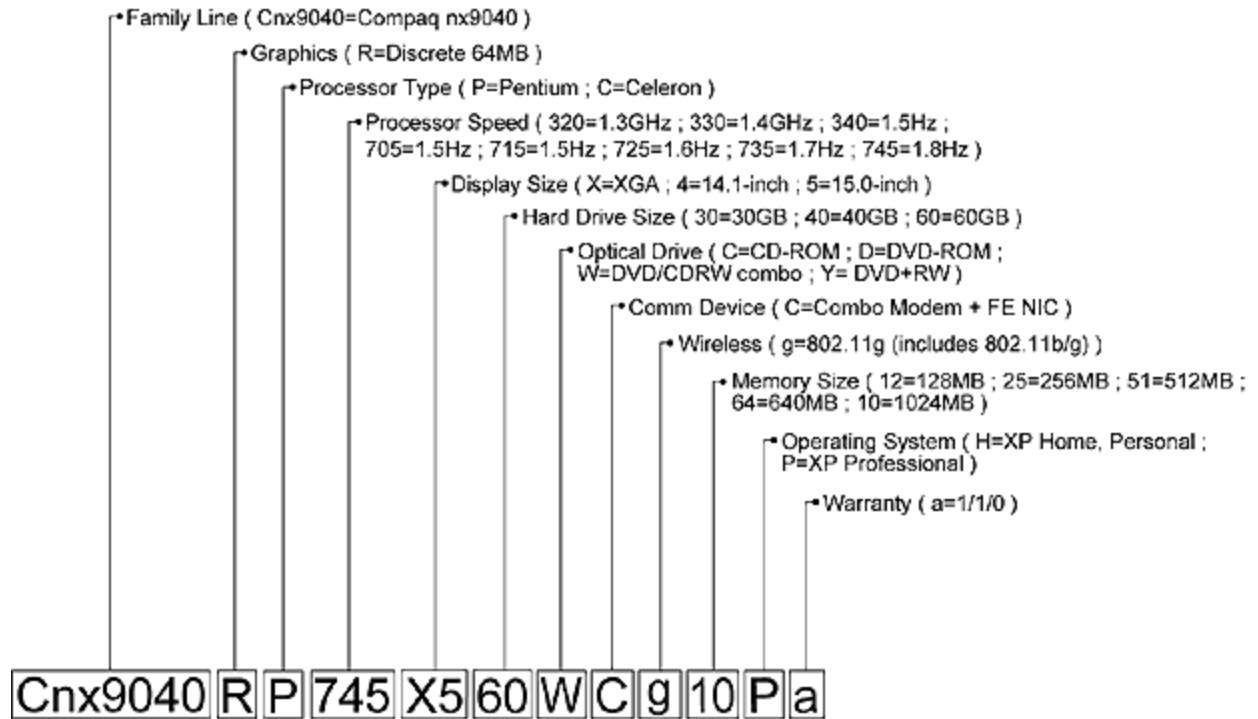 Family Line ( Cnx9040=Compaq nx9040 )
Graphics ( R=Discrete 64MB )
Processor Type ( P=Pentium ; C=Celeron )
Processor Speed ( 320=1.3GHz ; 330=1.4GHz ; 340=1.5Hz ;
705=1.5Hz ; 715=1.5Hz ; 725=1.6Hz ; 735=1.7Hz ; 745=1.8Hz )
Display Size ( X=XGA ; 4=14.1-inch ; 5=15.0-inch )
Hard Drive Size ( 30=30GB ; 40=40GB ; 60=60GB )
Optical Drive ( C=CD-ROM ; D=DVD-ROM ;
W=DVD/CDRW combo ; Y= DVD+RW )
Comm Device ( C=Combo Modem + FE NIC )
Wireless ( g=802.11g (includes 802.11b/g) )
Memory Size ( 12=128MB ; 25=256MB ; 51=512MB ;
64=640MB ; 10=1024MB )
Operating System ( H=XP Home, Personal ;
P=XP Professional )
Warranty ( a=1/1/0 )
Cnx9040 R P 745 X5 60 W C g 10 P a